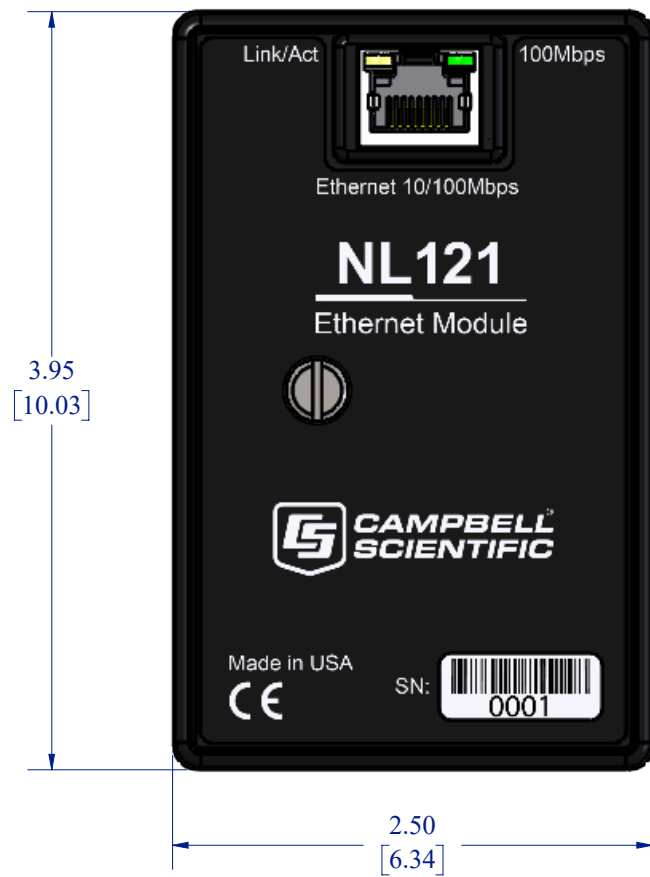 Link/Act
100Mbps
Ethernet 10/100Mbps
NL121
Ethernet Module
3.95
[10.03]
CS CAMPBELL®
SCIENTIFIC
Made in USA
CE
SN:
0001
2.50
[6.34]